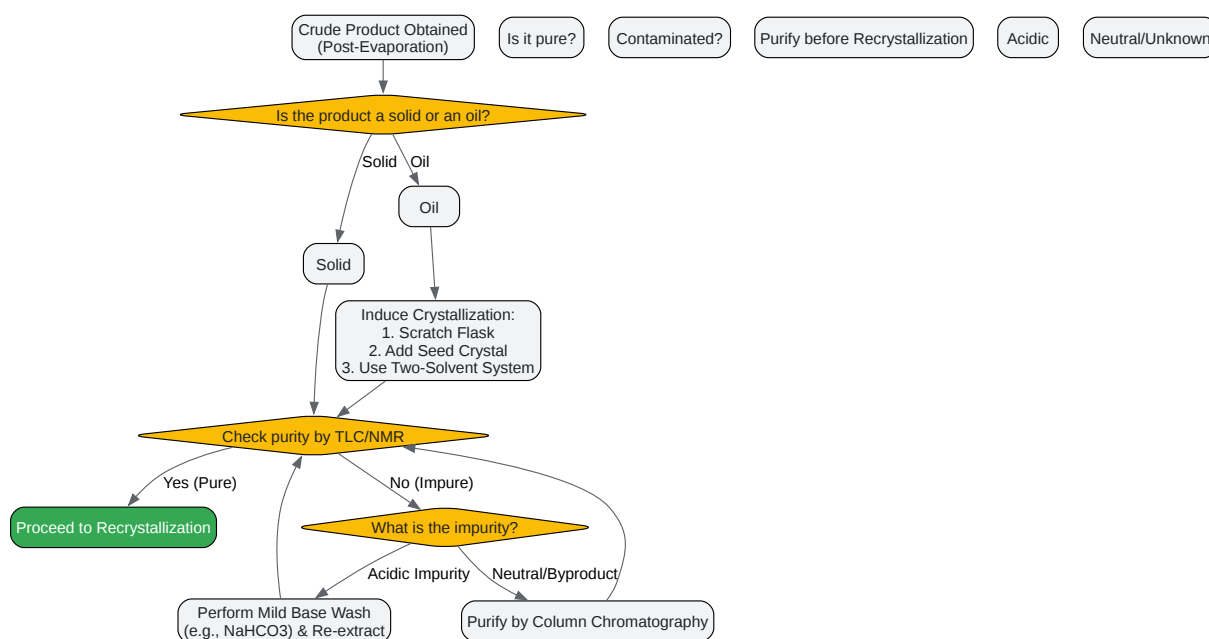 Crude Product Obtained
(Post-Evaporation)
Is it pure?
Contaminated?
Purify before Recrystallization
Acidic
Neutral/Unknown
Is the product a solid or an oil?
Solid
Oil
Oil
Solid
Induce Crystallization:
1. Scratch Flask
2. Add Seed Crystal
3. Use Two-Solvent System
Check purity by TLC/NMR
Yes (Pure)
No (Impure)
Proceed to Recrystallization
What is the impurity?
Acidic Impurity
Neutral/Byproduct
Perform Mild Base Wash
(e.g., NaHCO3) & Re-extract
Purify by Column Chromatography